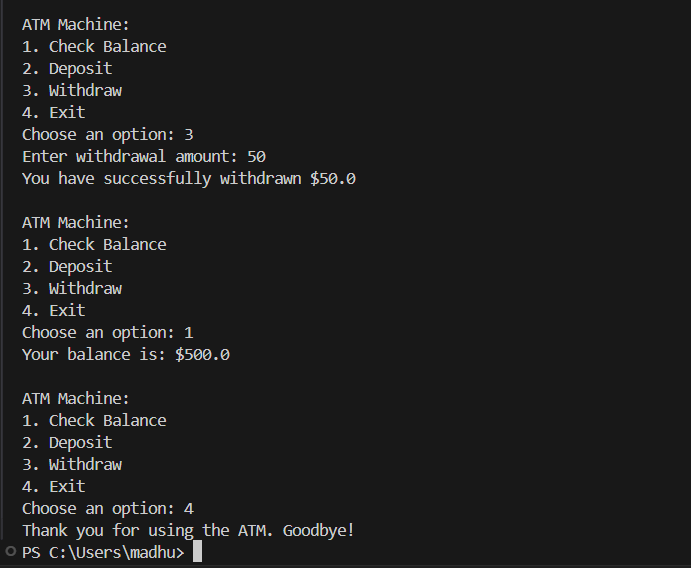 ATM Machine:
1. Check Balance
2. Deposit
3. Withdraw
4. Exit
Choose an option: 3
Enter withdrawal amount: 50
You have successfully withdrawn $50.0
ATM Machine:
1. Check Balance
2. Deposit
3. Withdraw
4. Exit
Choose an option: 1
Your balance is: $500.0
ATM Machine:
1. Check Balance
2. Deposit
3. Withdraw
4. Exit
Choose an option: 4
Thank you for using the ATM. Goodbye!
PS C:\Users\madhu>